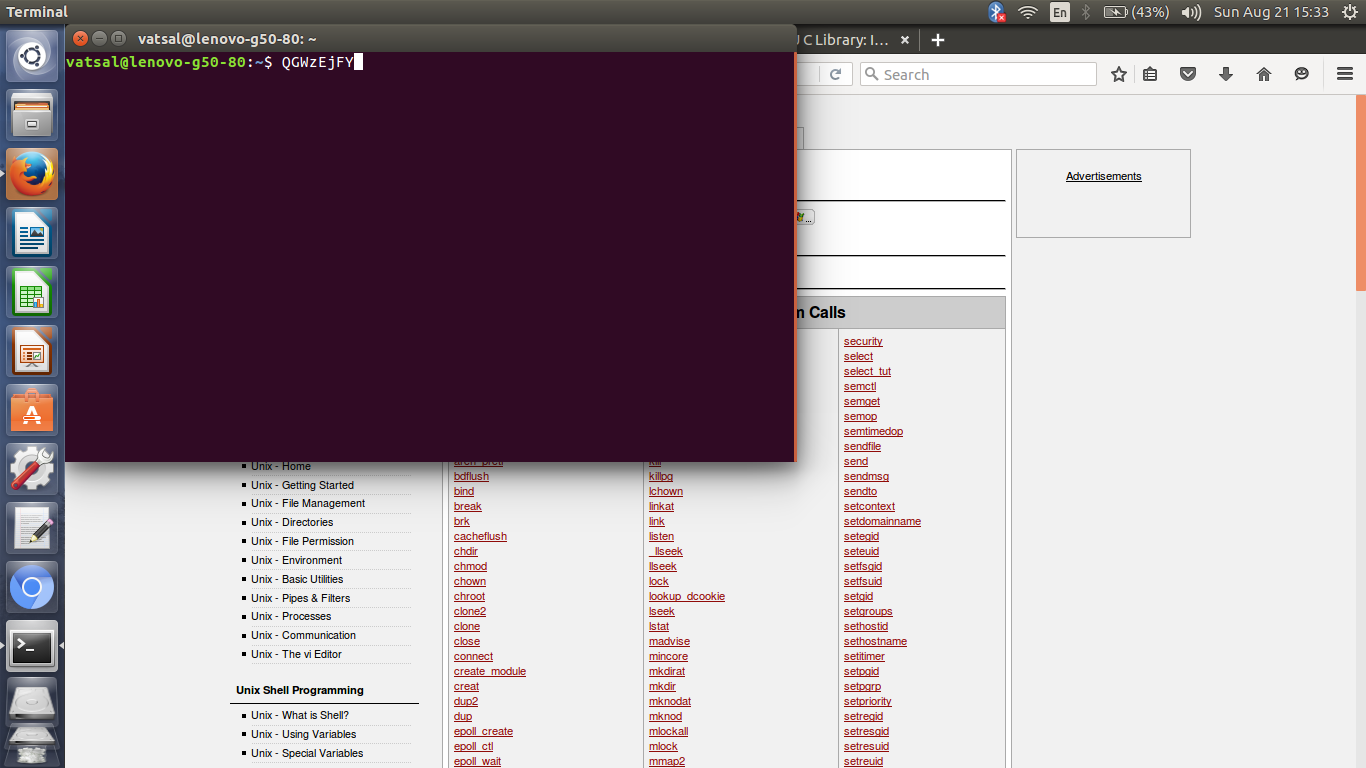 Terminal
En
(43%)
Sun Aug 21 15:33
vatsal@lenovo-g50-80: ~
C Library: I...
vatsal@lenovo-g50-80:~$ QGWzEjFY
Search
Advertisements
m Calls
Unix - Home
Unix - Getting Started
Unix - File Management
Unix - Directories
Unix - File Permission
Unix - Environment
Unix - Basic Utilities
Unix - Pipes & Filters
Unix - Processes
Unix - Communication
Unix - The vi Editor
Unix Shell Programming
Unix - What is Shell?
Unix - Using Variables
Unix - Special Variables
bdflush
bind
break
brk
cacheflush
chdir
chmod
chown
chroot
clone2
clone
close
connect
create_module
creat
dup2
dup
epoll_create
epoll_ctl
epoll_wait
kill
killpg
lchown
linkat
link
listen
_llseek
llseek
lock
lookup_dcookie
lseek
lstat
madvise
mincore
mkdirat
mkdir
mknodat
mknod
mlockall
mlock
mmap2
security
select
select_tut
semctl
semget
semop
semtimedop
sendfile
send
sendmsg
sendto
setcontext
setdomainname
setegid
seteuid
setfsgid
setfsuid
setgid
setgroups
sethostid
sethostname
setitimer
setpgid
setpgrp
setpriority
setregid
setresgid
setresuid
setreuid